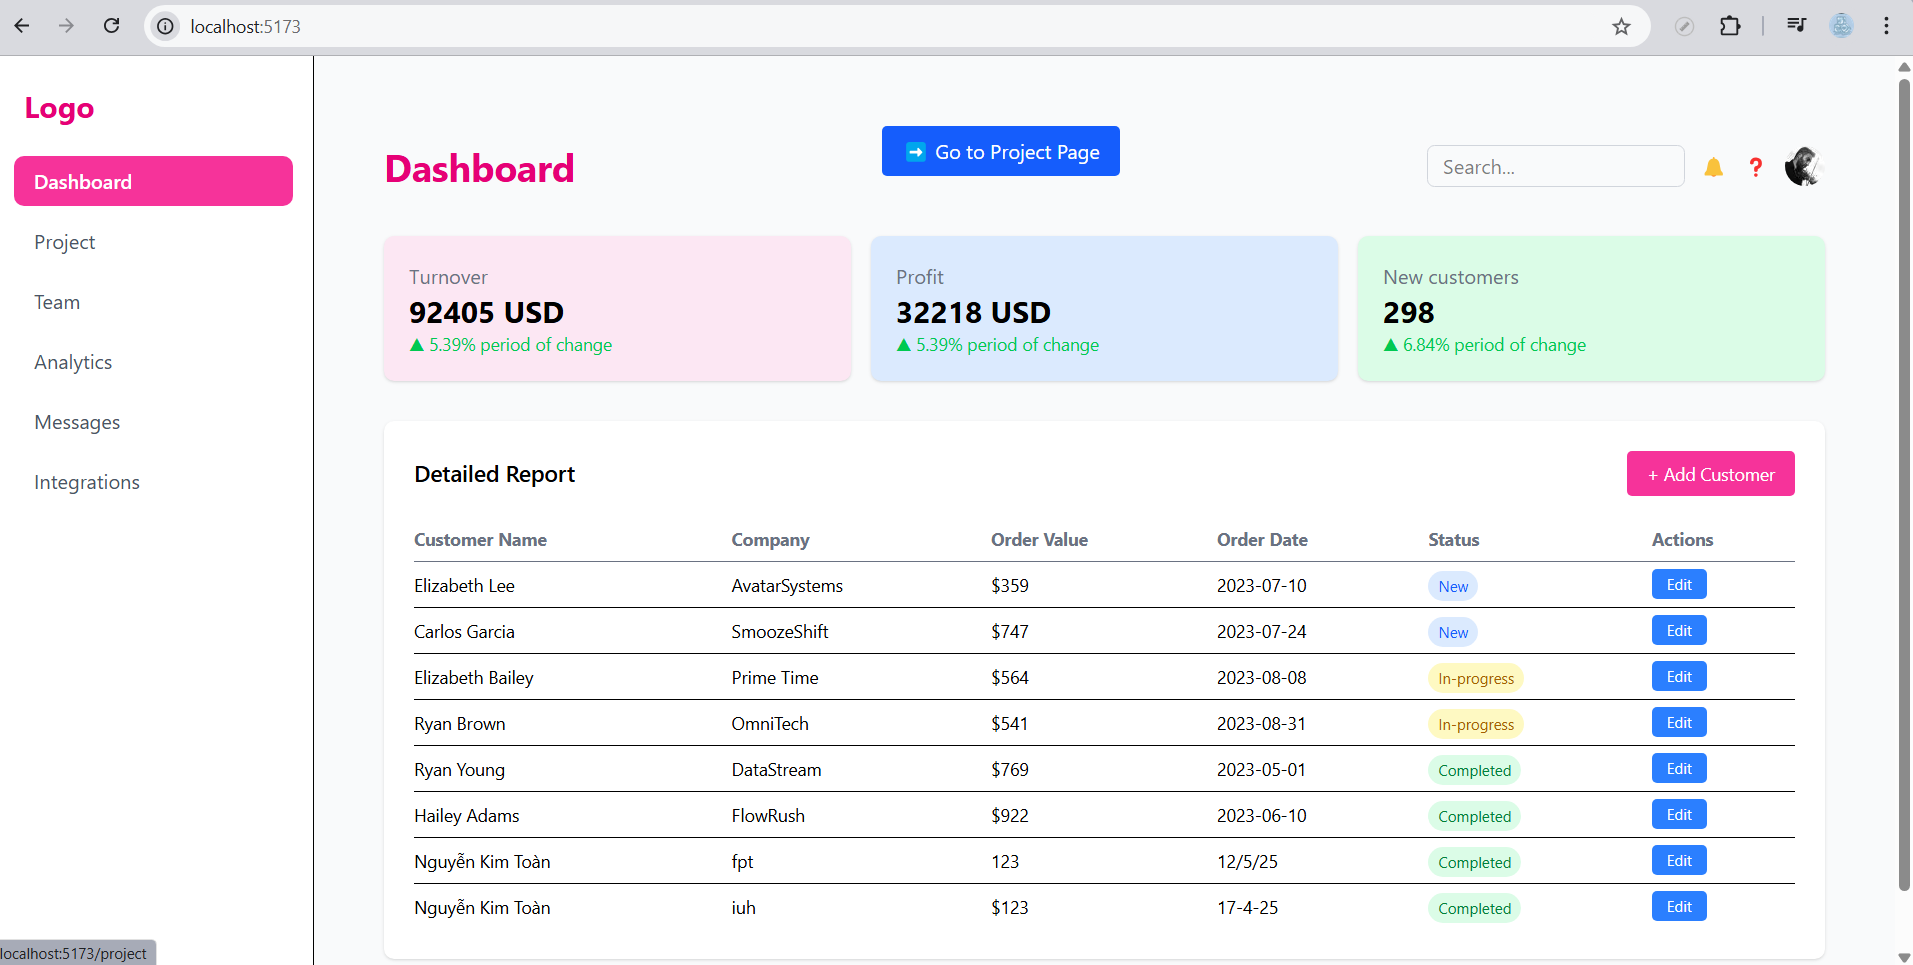 localhost:5173
Logo
Dashboard
Project
Team
Analytics
Messages
Integrations
Dashboard
Go to Project Page
Search...
Turnover
92405 USD
▲ 5.39% period of change
Profit
32218 USD
▲ 5.39% period of change
New customers
298
▲ 6.84% period of change
Detailed Report
+ Add Customer
Customer Name Company Order Value Order Date Status Actions
Elizabeth Lee AvatarSystems $359 2023-07-10 New Edit
Carlos Garcia SmoozeShift $747 2023-07-24 New Edit
Elizabeth Bailey Prime Time $564 2023-08-08 In-progress Edit
Ryan Brown OmniTech $541 2023-08-31 In-progress Edit
Ryan Young DataStream $769 2023-05-01 Completed Edit
Hailey Adams FlowRush $922 2023-06-10 Completed Edit
Nguyễn Kim Toàn fpt 123 12/5/25 Completed Edit
Nguyễn Kim Toàn iuh $123 17-4-25 Completed Edit
localhost:5173/project